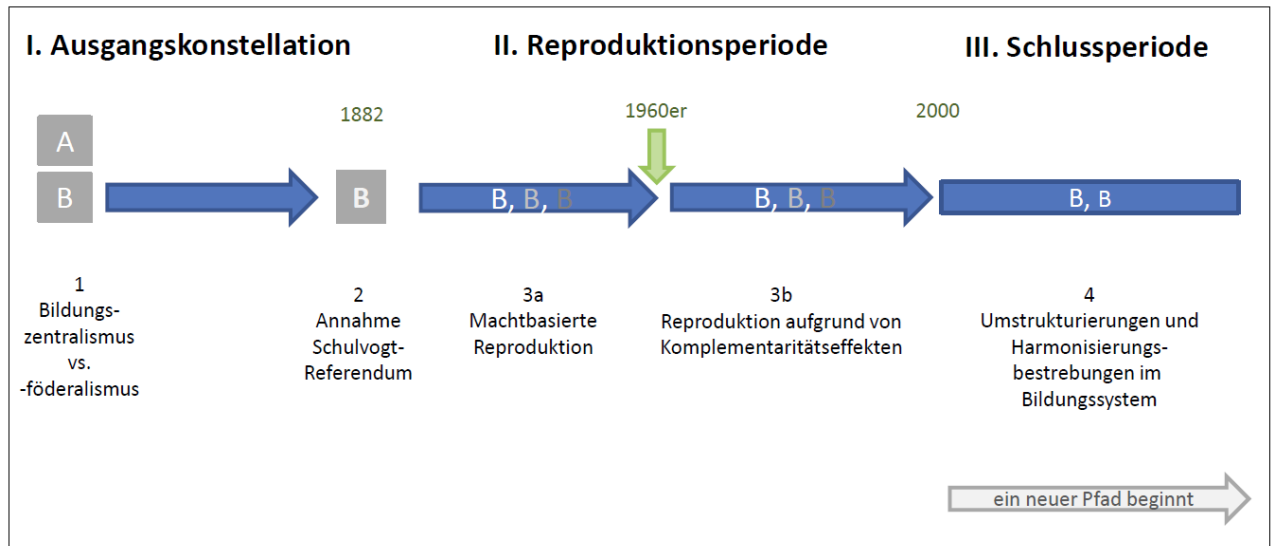 I. Ausgangskonstellation
II. Reproduktionsperiode
III. Schlussperiode
1882
1960er
2000
A
B
B
B, B, B
B, B, B
B, B
1
Bildungs-
zentralismus
vs.
-föderalismus
2
Annahme
Schulvogt-
Referendum
3a
Machtbasierte
Reproduktion
3b
Reproduktion aufgrund von
Komplementaritätseffekten
4
Umstrukturierungen und
Harmonisierungs-
bestrebungen im
Bildungssystem
ein neuer Pfad beginnt